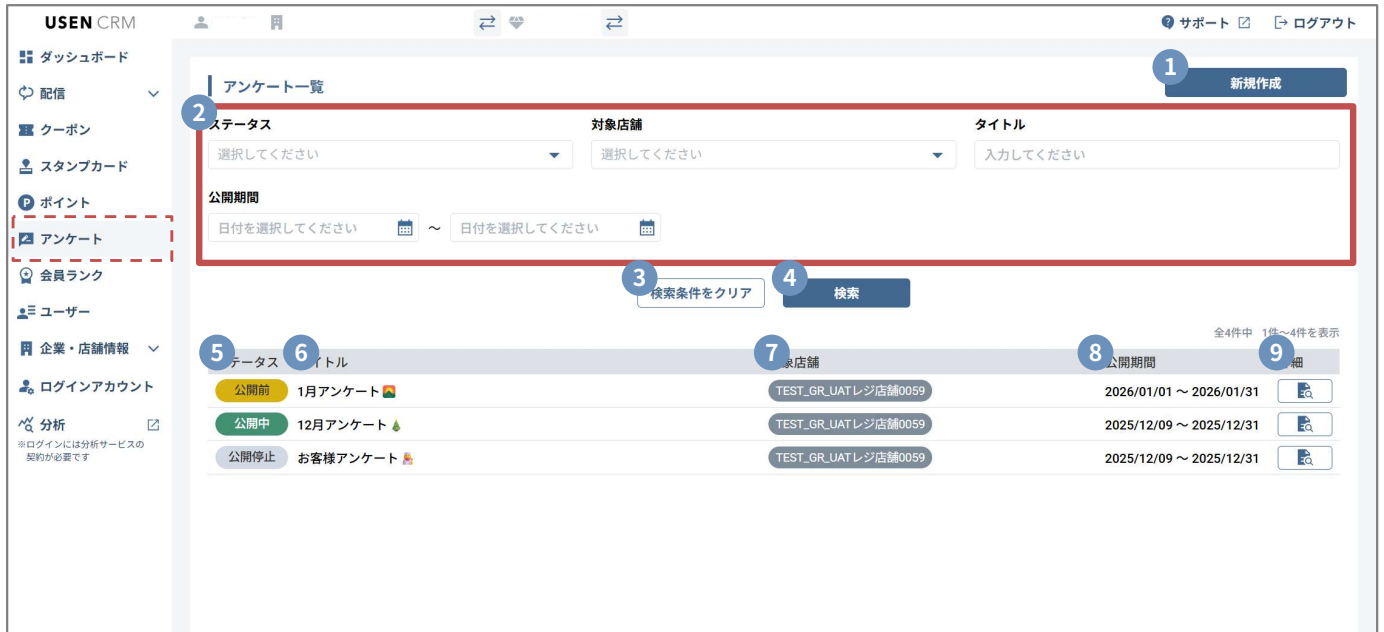 USEN CRM
サポート
ログアウト
ダッシュボード
配信
クーポン
スタンプカード
ポイント
アンケート
会員ランク
ユーザー
企業・店舗情報
ログインアカウント
分析
※ログインには分析サービスの
契約が必要です
アンケート一覧
1
新規作成
2
ステータス
対象店舗
タイトル
選択してください
選択してください
入力してください
公開期間
日付を選択してください ～ 日付を選択してください
3
検索条件をクリア
4
検索
全4件中 1件～4件を表示
5 テータス 6 イトル 7 象店舗 8 公開期間 9 細
公開前 1月アンケート🌄 TEST_GR_UATレジ店舗0059 2026/01/01 ～ 2026/01/31
公開中 12月アンケート🎄 TEST_GR_UATレジ店舗0059 2025/12/09 ～ 2025/12/31
公開停止 お客様アンケート TEST_GR_UATレジ店舗0059 2025/12/09 ～ 2025/12/31